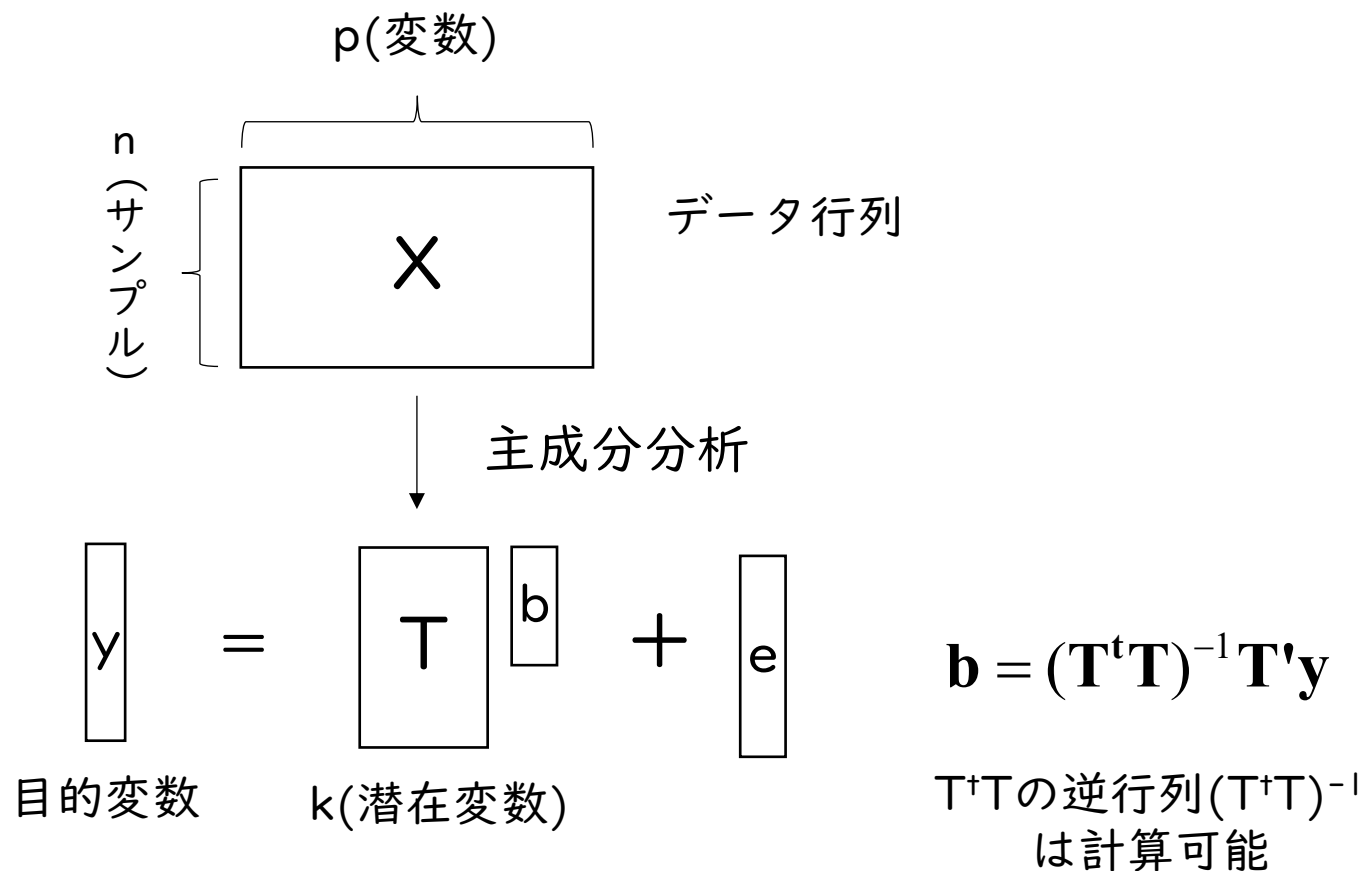 p(変数)
n(サンプル)
X
データ行列
主成分分析
y = T b + e
b = (TᵗT)⁻¹T'y
目的変数
k(潜在変数)
TᵗTの逆行列(TᵗT)⁻¹
は計算可能